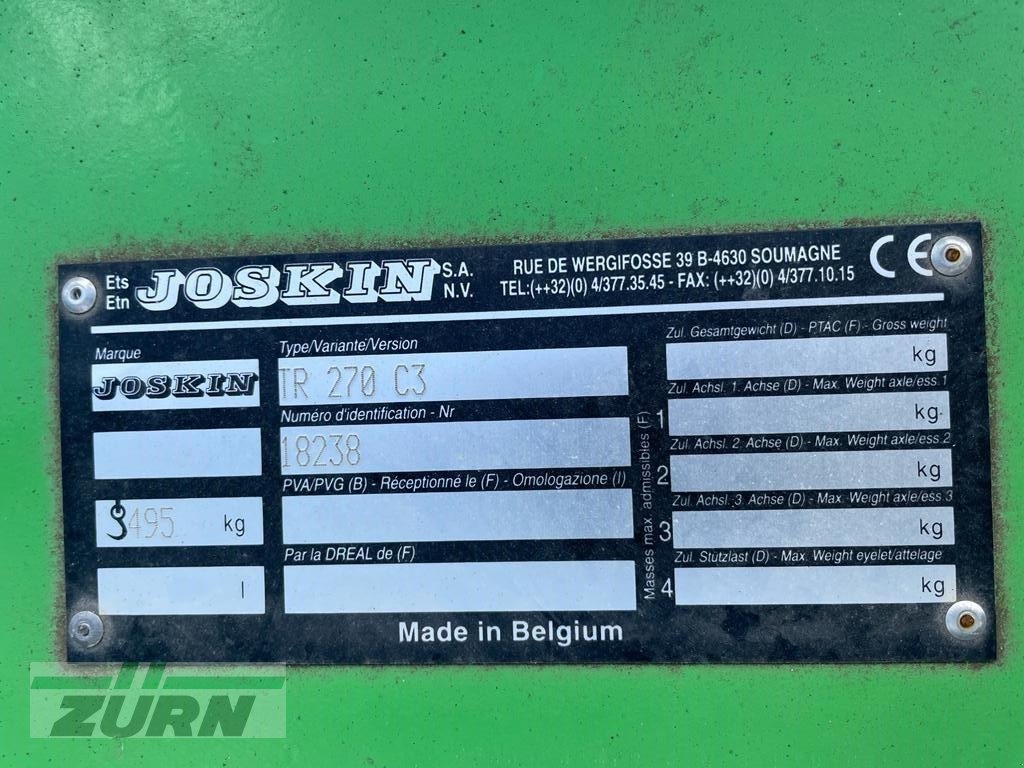 Ets
Etn
JOSKIN S.A.
N.V.
RUE DE WERGIFOSSE 39 B-4630 SOUMAGNE
TEL:(++32)(0) 4/377.35.45 - FAX: (++32)(0) 4/377.10.15
CE
Marque
JOSKIN
495 kg
l
Type/Variante/Version
TR 270 C3
Numéro d'identification - Nr
18238
PVA/PVG (B) - Réceptionné le (F) - Omologazione (I)
Par la DREAL de (F)
Masses max. admissibles (F)
Zul. Gesamtgewicht (D) - PTAC (F) - Gross weight
kg
Zul. Achsl. 1. Achse (D) - Max. Weight axle/ess.1
1 kg
Zul. Achsl. 2. Achse (D) - Max. Weight axle/ess.2
2 kg
Zul. Achsl. 3. Achse (D) - Max. Weight axle/ess.3
3 kg
Zul. Stützlast (D) - Max. Weight eyelet/attelage
4 kg
Made in Belgium
ZÜRN